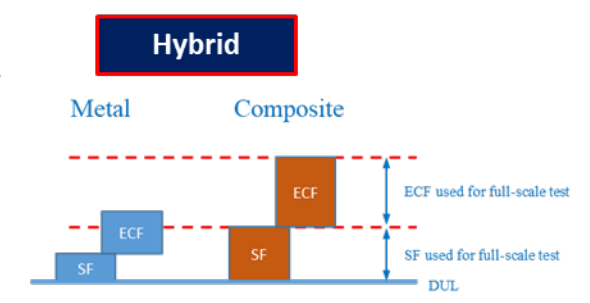 Hybrid
Metal
Composite
ECF
ECF used for full-scale test
ECF
SF
SF used for full-scale test
SF
DUL